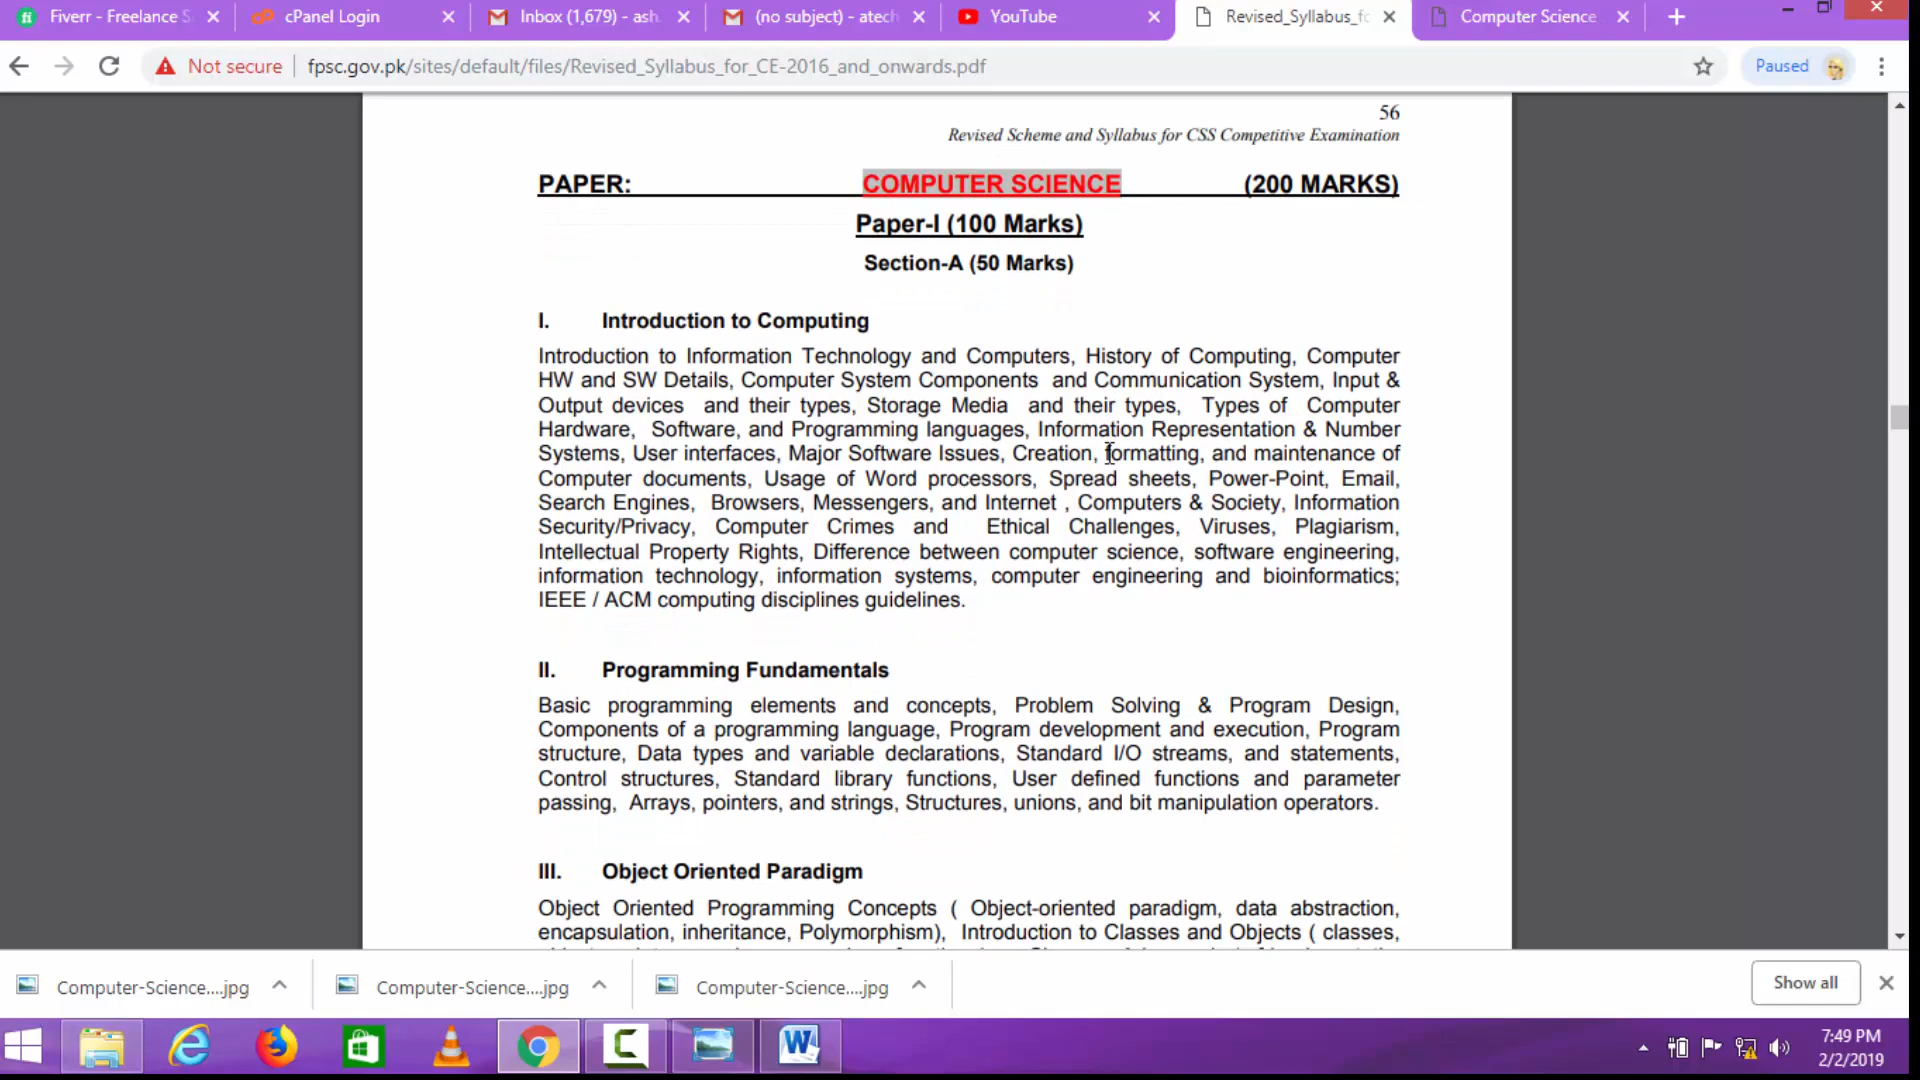 Fiverr - Freelance S
cPanel Login
Inbox (1,679) - ash
(no subject) - atech
YouTube
Revised_Syllabus_fo
Computer Science
Not secure
fpsc.gov.pk/sites/default/files/Revised_Syllabus_for_CE-2016_and_onwards.pdf
Paused
56
Revised Scheme and Syllabus for CSS Competitive Examination
PAPER: COMPUTER SCIENCE (200 MARKS)
Paper-I (100 Marks)
Section-A (50 Marks)
I. Introduction to Computing
Introduction to Information Technology and Computers, History of Computing, Computer
HW and SW Details, Computer System Components and Communication System, Input &
Output devices and their types, Storage Media and their types, Types of Computer
Hardware, Software, and Programming languages, Information Representation & Number
Systems, User interfaces, Major Software Issues, Creation, formatting, and maintenance of
Computer documents, Usage of Word processors, Spread sheets, Power-Point, Email,
Search Engines, Browsers, Messengers, and Internet , Computers & Society, Information
Security/Privacy, Computer Crimes and Ethical Challenges, Viruses, Plagiarism,
Intellectual Property Rights, Difference between computer science, software engineering,
information technology, information systems, computer engineering and bioinformatics;
IEEE / ACM computing disciplines guidelines.
II. Programming Fundamentals
Basic programming elements and concepts, Problem Solving & Program Design,
Components of a programming language, Program development and execution, Program
structure, Data types and variable declarations, Standard I/O streams, and statements,
Control structures, Standard library functions, User defined functions and parameter
passing, Arrays, pointers, and strings, Structures, unions, and bit manipulation operators.
III. Object Oriented Paradigm
Object Oriented Programming Concepts ( Object-oriented paradigm, data abstraction,
encapsulation, inheritance, Polymorphism), Introduction to Classes and Objects ( classes,
Computer-Science....jpg
Computer-Science....jpg
Computer-Science....jpg
Show all
7:49 PM
2/2/2019